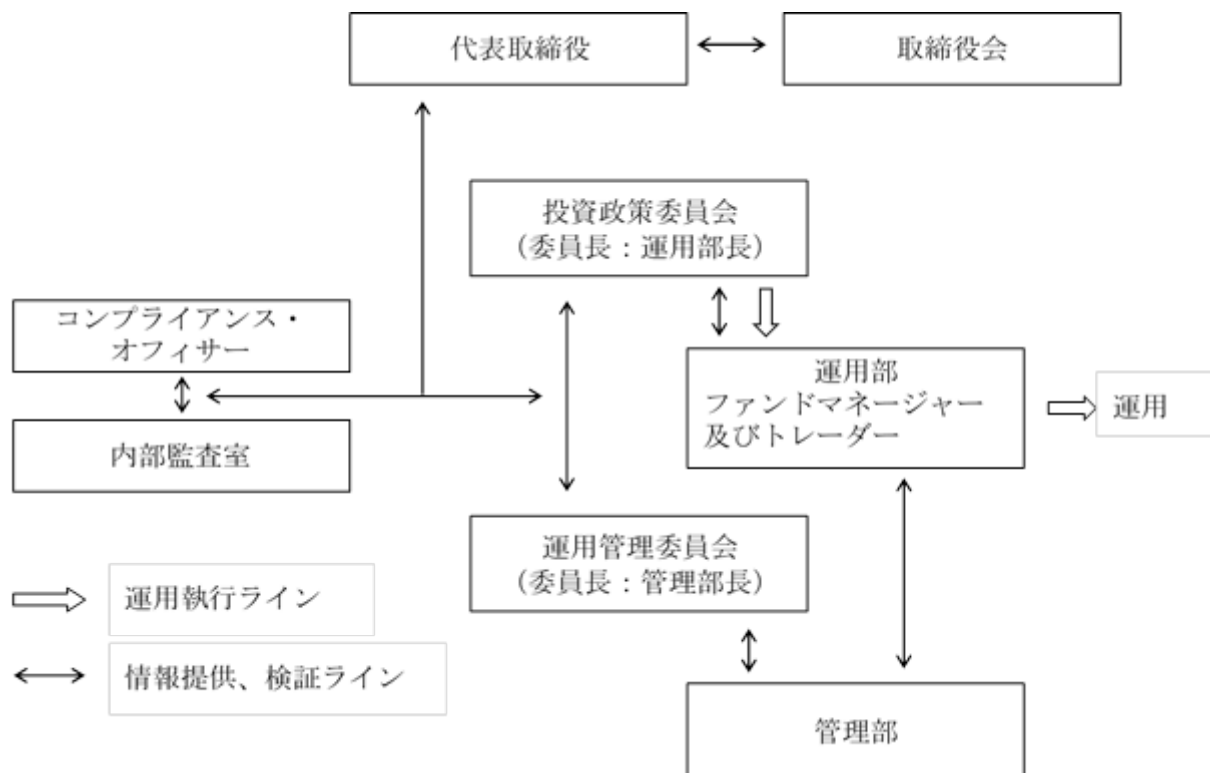 代表取締役
取締役会
投資政策委員会
（委員長：運用部長）
コンプライアンス・
オフィサー
運用部
ファンドマネージャー
及びトレーダー
運用
内部監査室
運用管理委員会
（委員長：管理部長）
運用執行ライン
情報提供、検証ライン
管理部